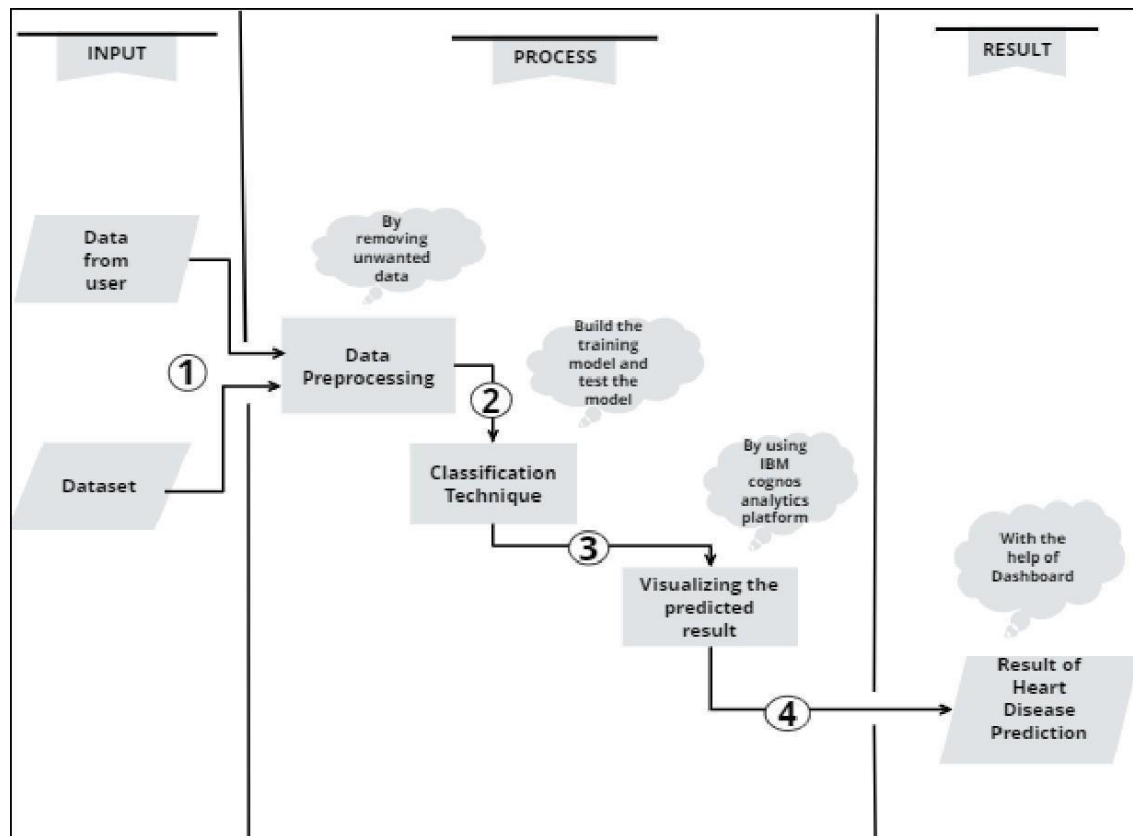 INPUT
PROCESS
RESULT
Data
from
user
By
removing
unwanted
data
1
Data
Preprocessing
Build the
training
model and
test the
model
2
Dataset
Classification
Technique
By using
IBM
cognos
analytics
platform
3
Visualizing the
predicted
result
With the
help of
Dashboard
4
Result of
Heart
Disease
Prediction